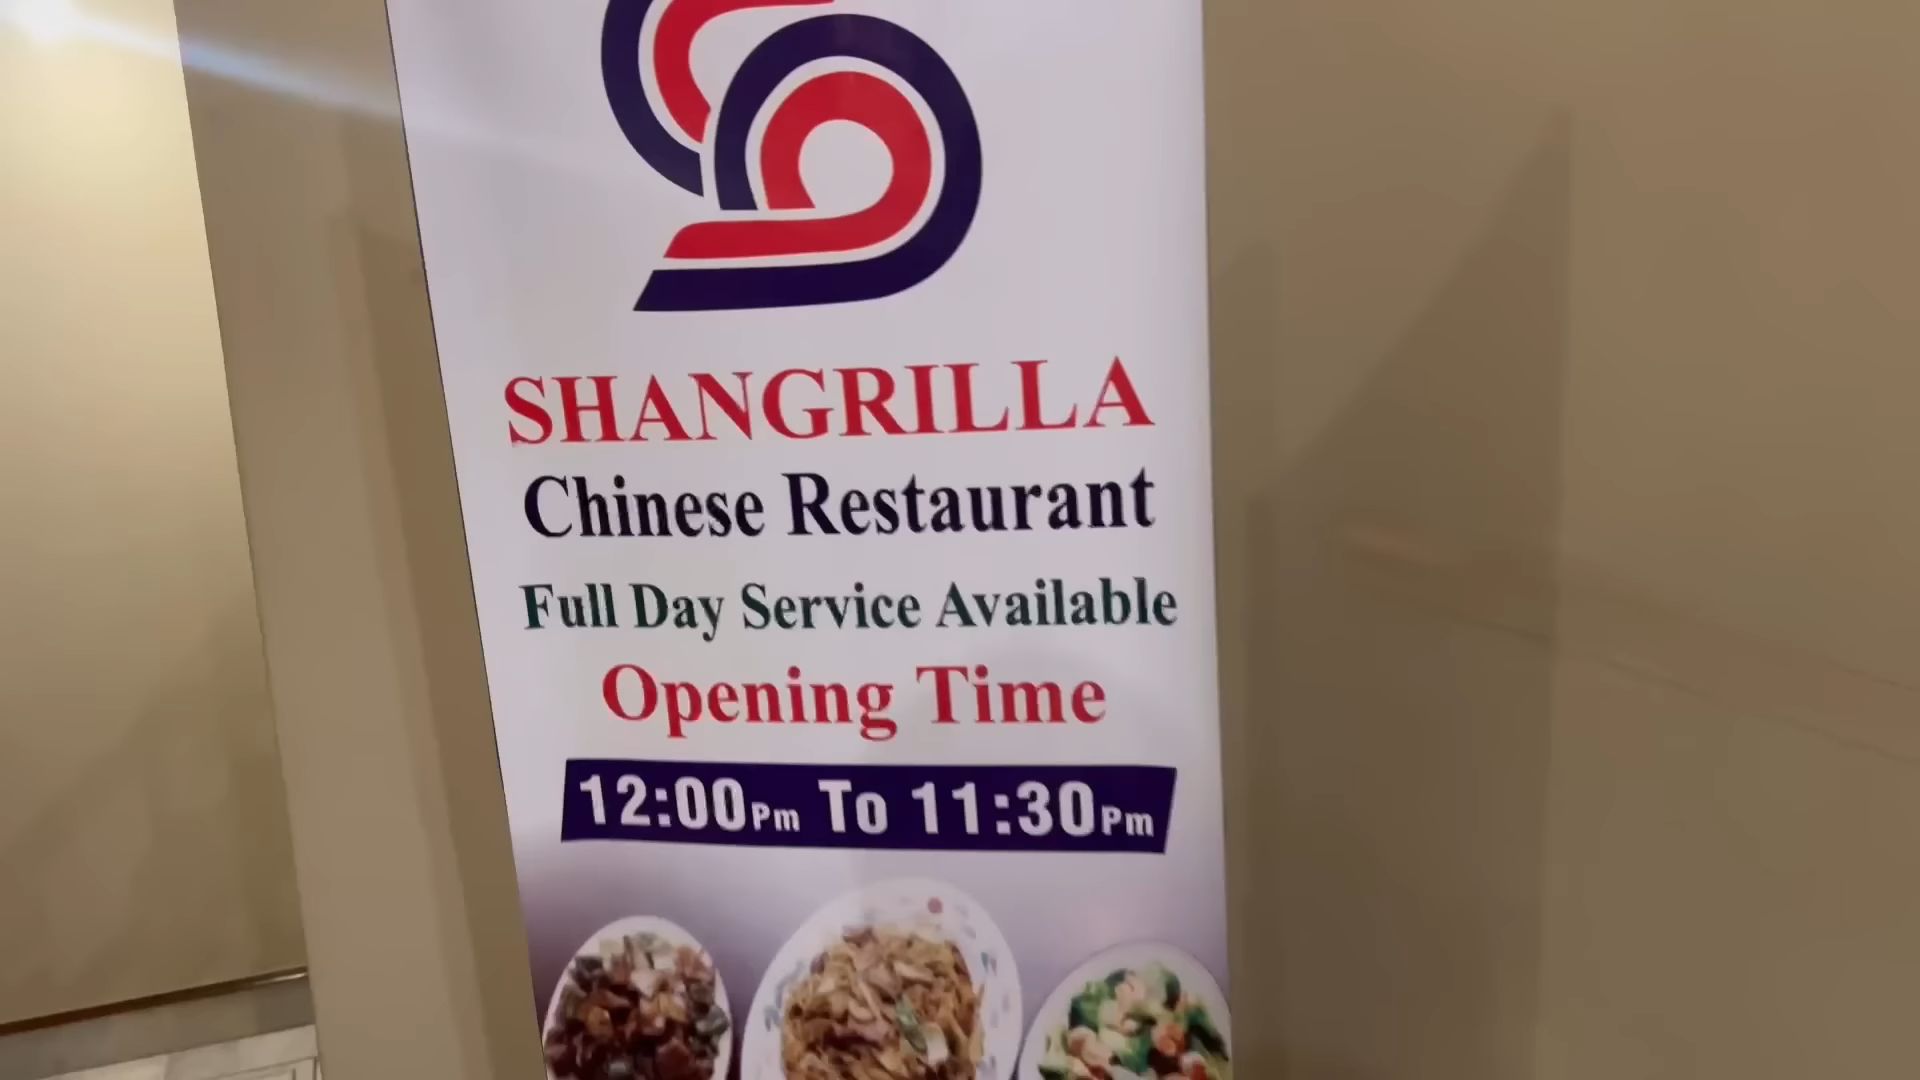 SHANGRILLA
Chinese Restaurant
Full Day Service Available
Opening Time
12:00Pm To 11:30Pm